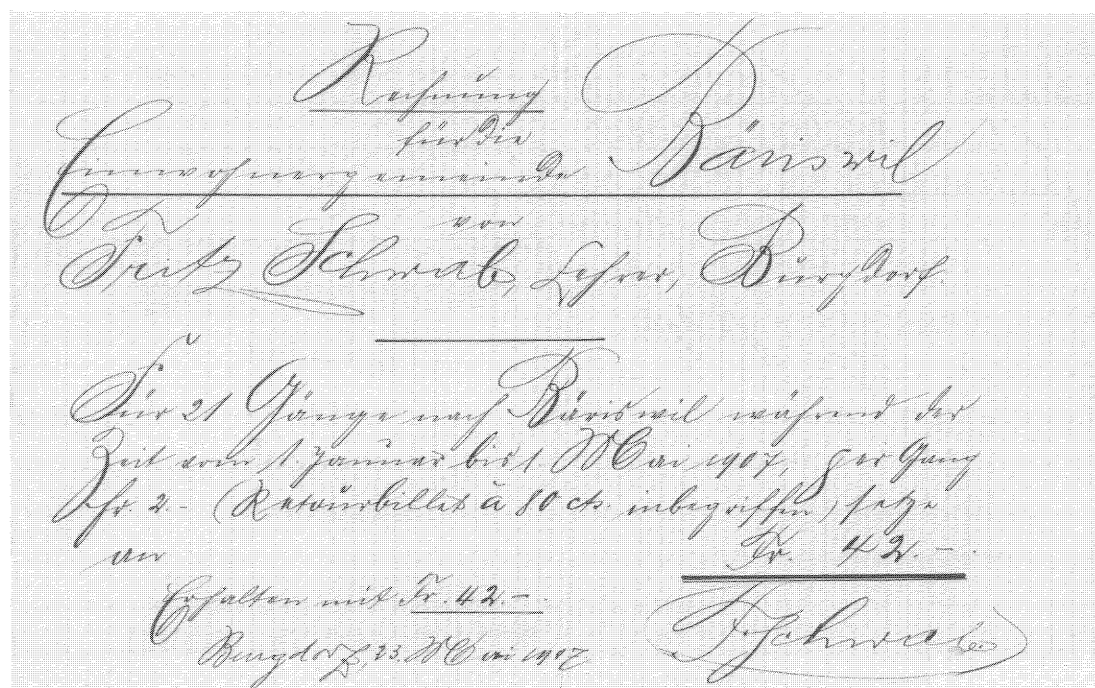 Rechnung
für die
Einwohnergemeinde Bäriswil
von
Fritz Schwab, Lehrer, Burgdorf.
Für 21 Gänge nach Bäriswil während der
Zeit vom 1. Januar bis 1. Mai 1907, per Gang
Fr. 2.- (Retourbillet à 80 cts. inbegriffen) setze
an
Fr. 42.-.
Erhalten mit Fr. 42.-.
Burgdorf, 23. Mai 1907
F. Schwab